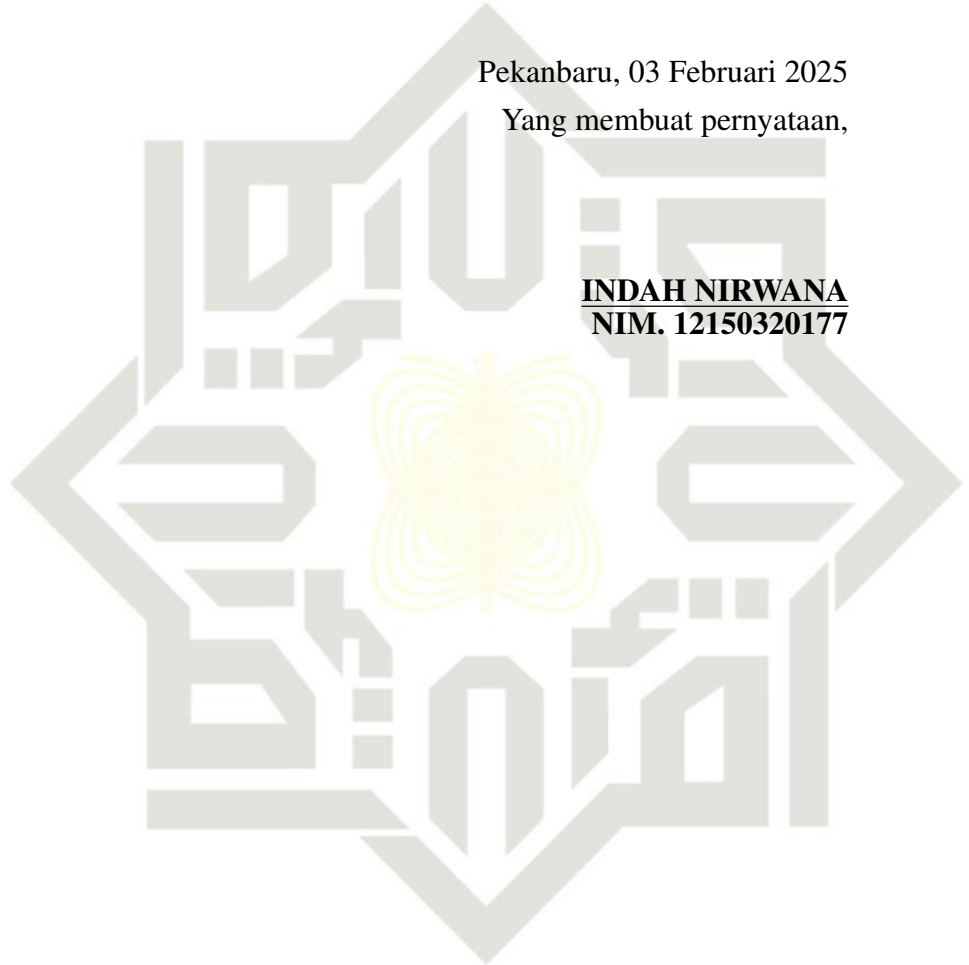 Pekanbaru, 03 Februari 2025
Yang membuat pernyataan,
INDAH NIRWANA
NIM. 12150320177